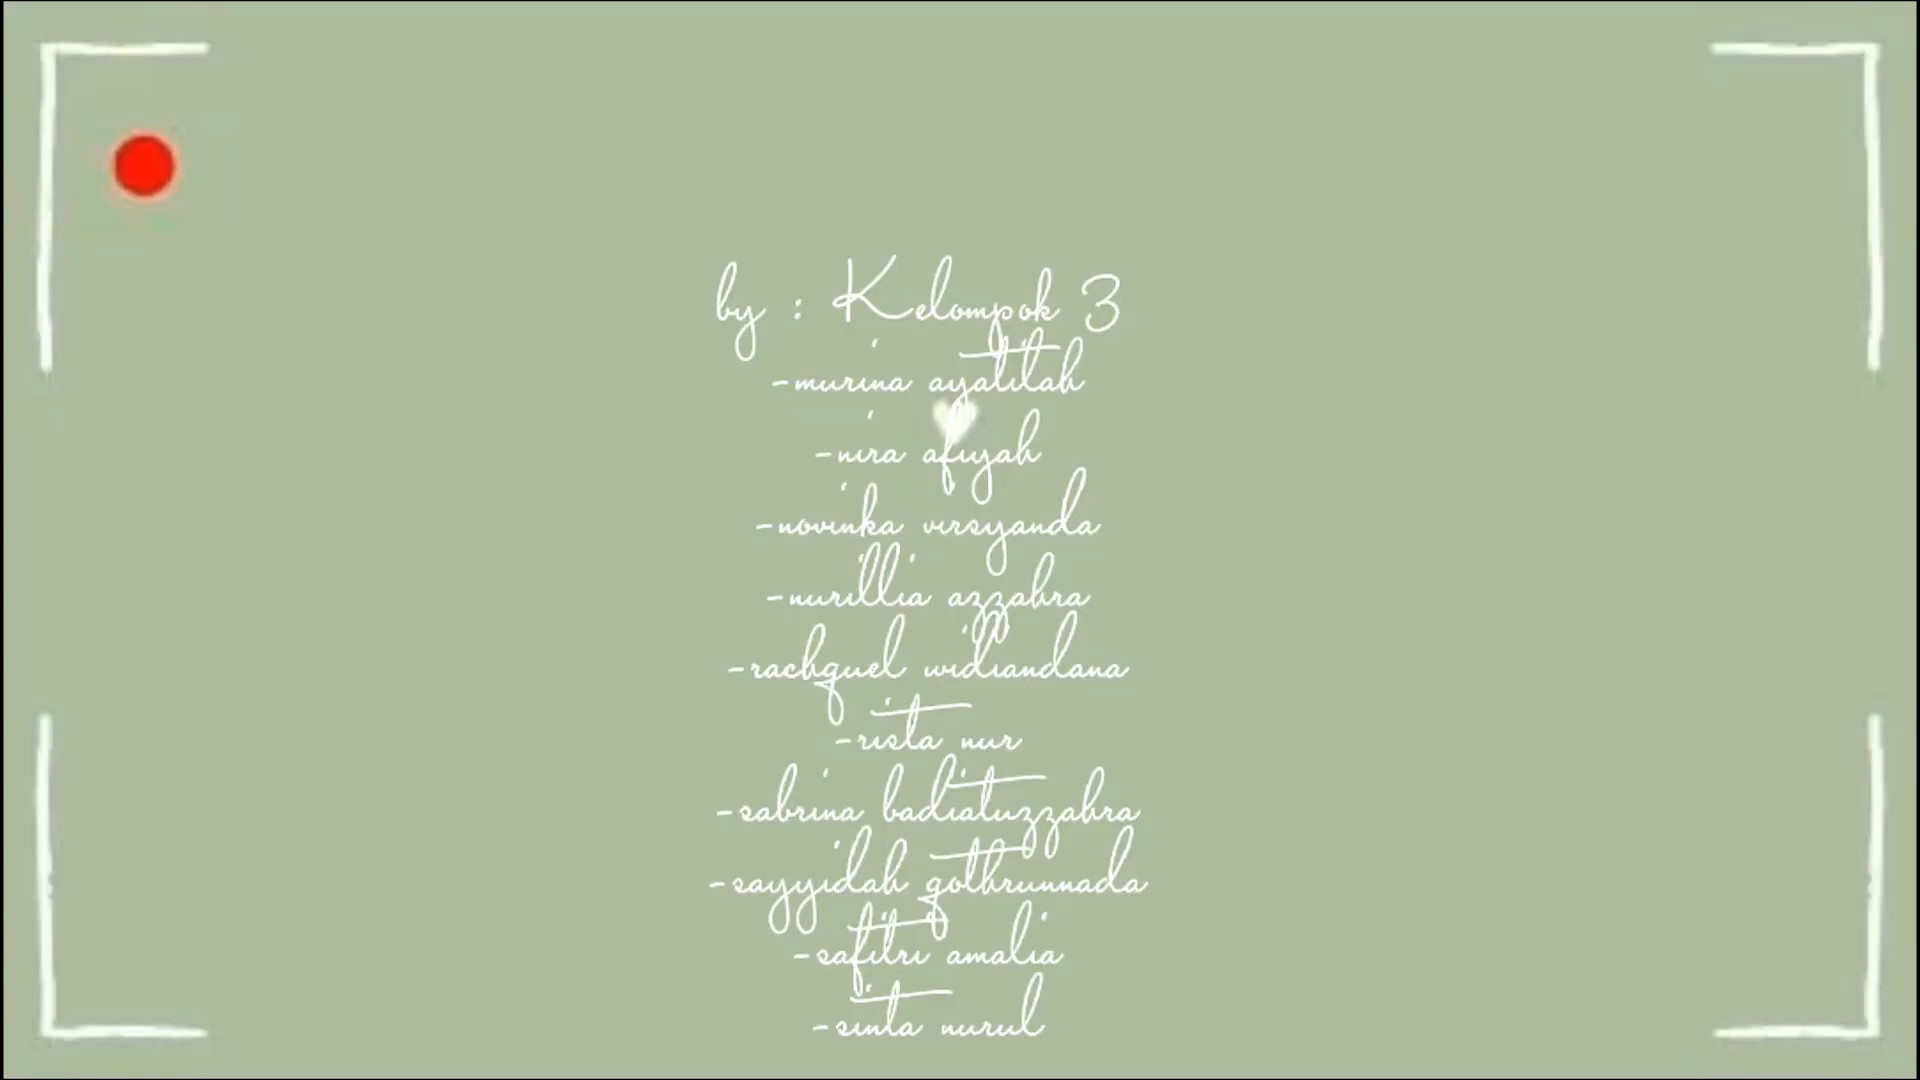 by : Kelompok 3
-murina ayatitah
-nira afiyah
-novinka virsyanda
-nurillia azzahra
-rachquel widiandana
-rista nur
-sabrina badiatuzzahra
-sayyidah qothrunnada
-safitri amalia
-sinta nurul